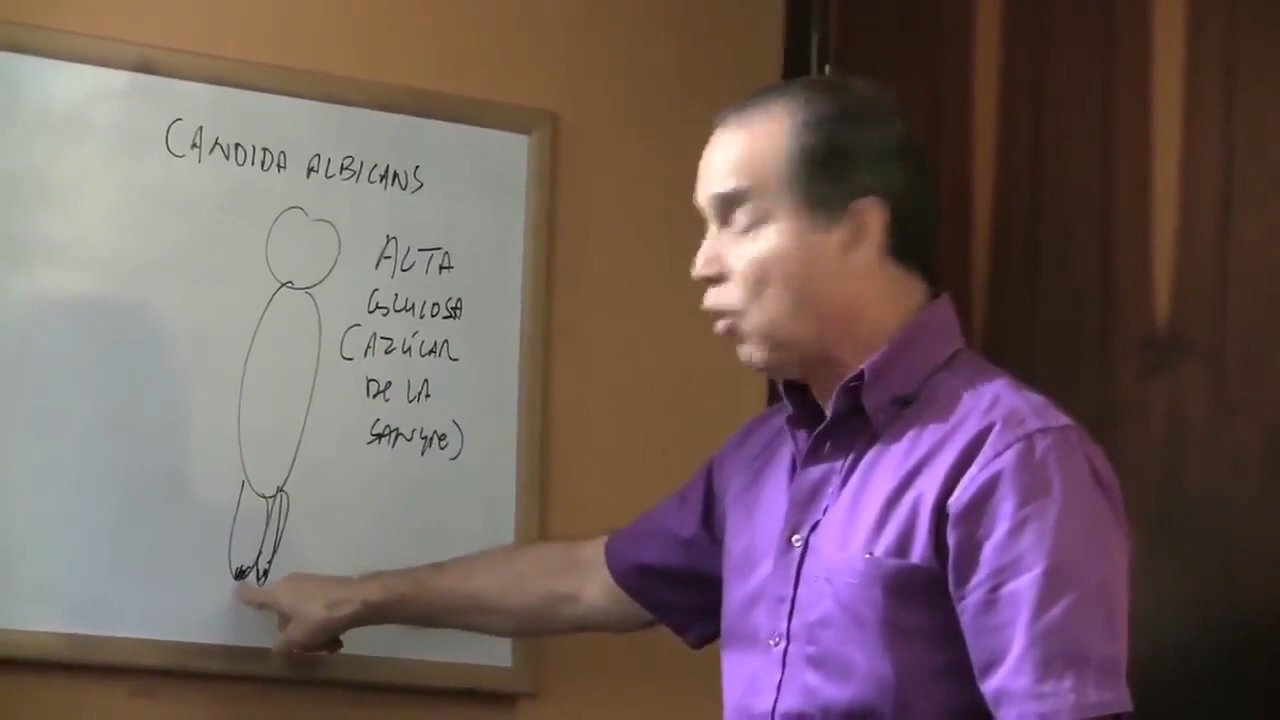 CANDIDA ALBICANS
ALTA
GLUCOSA
(AZÚCAR
DE LA
SANGRE)